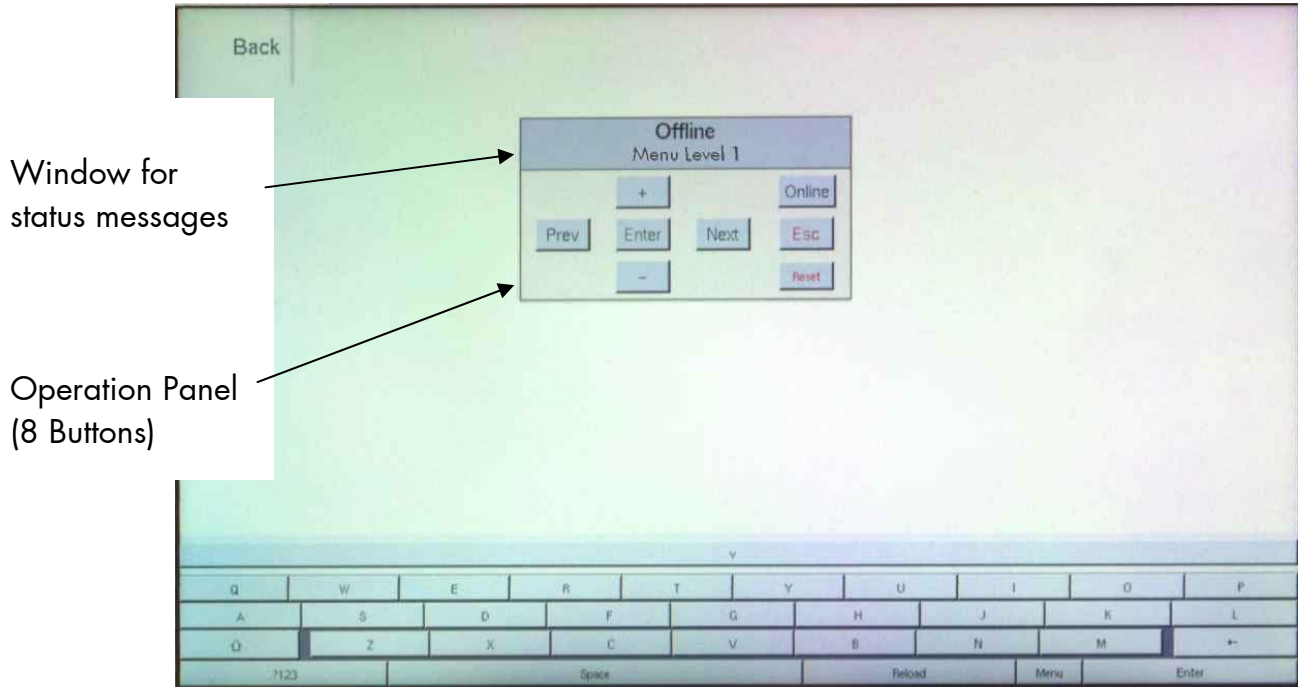 Back
Window for
status messages
Offline
Menu Level 1
+ Online
Prev Enter Next Esc
- Reset
Operation Panel
(8 Buttons)
v
Q W E R T Y U I O P
A S D F G H J K L
⇧ Z X C V B N M ←
?123 Space Reload Menu Enter